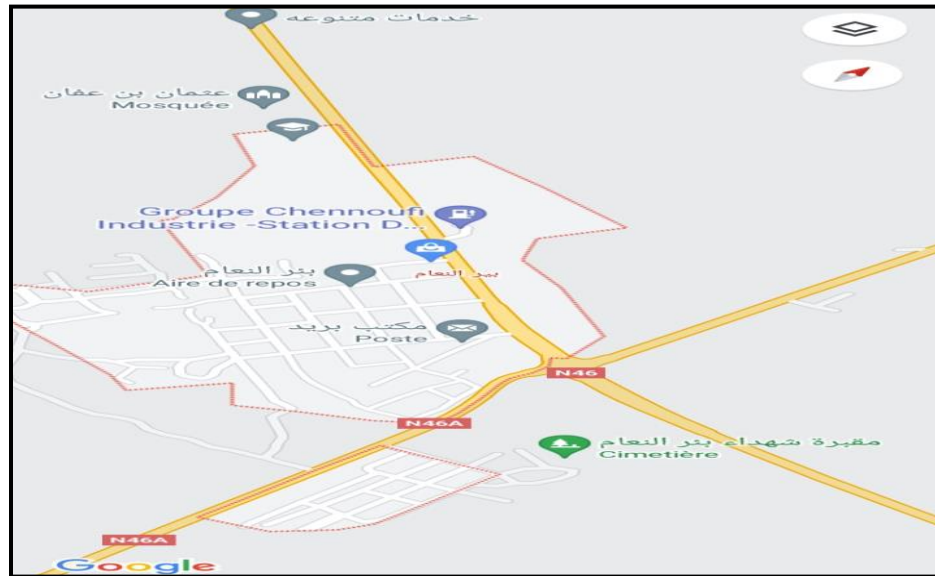 خدمات متنوعه
عثمان بن عفان
Mosquée
Groupe Chennoufi
Industrie -Station D...
بير النعام
بئر النعام
Aire de repos
مكتب بريد
Poste
N46
N46A
مقبرة شهداء بئر النعام
Cimetière
N46A
Google